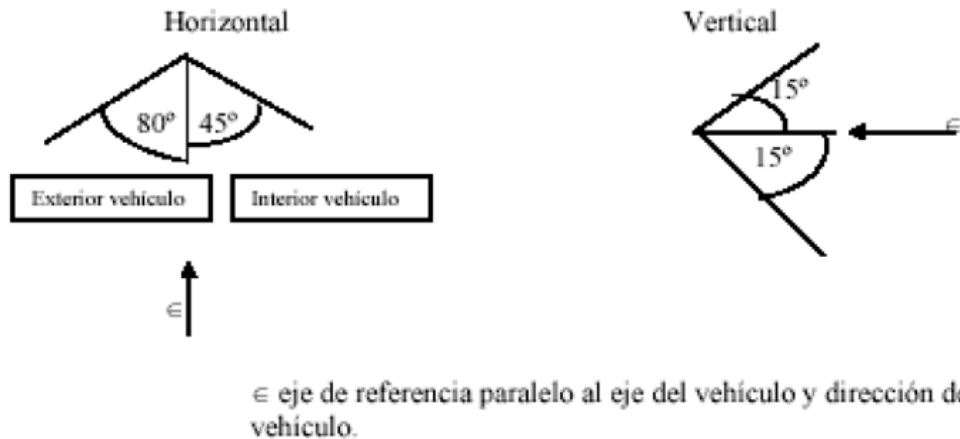 Horizontal
Vertical
80º 45º
15º
15º
∈
Exterior vehículo
Interior vehículo
∈
∈ eje de referencia paralelo al eje del vehículo y dirección de
vehículo.